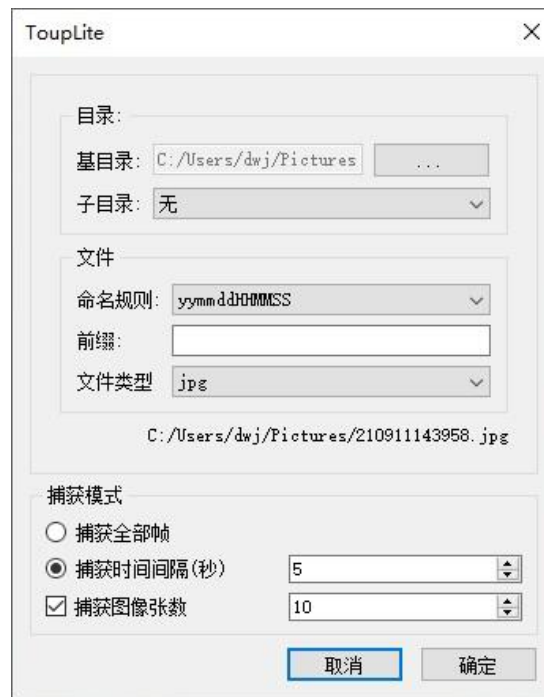 ToupLite
目录:
基目录: C:/Users/dwj/Pictures ...
子目录: 无
文件
命名规则: yymmddHHMMSS
前缀:
文件类型 jpg
C:/Users/dwj/Pictures/210911143958.jpg
捕获模式
捕获全部帧
捕获时间间隔(秒) 5
捕获图像张数 10
取消 确定